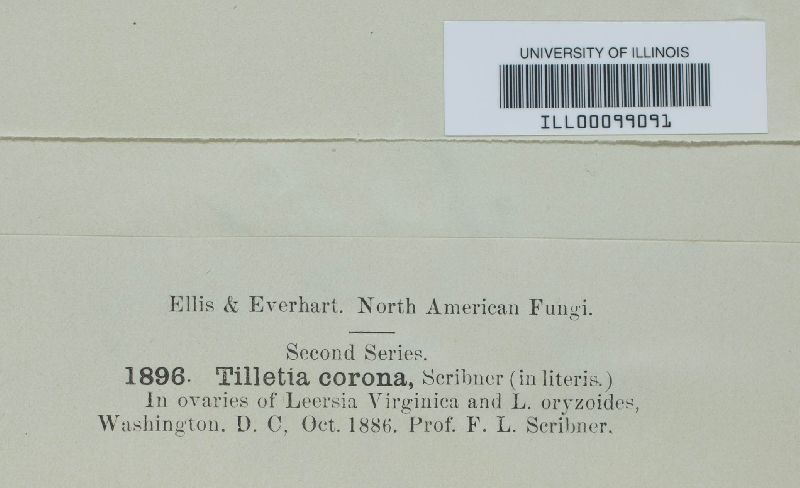 UNIVERSITY OF ILLINOIS
ILL00099091
Ellis & Everhart. North American Fungi.
Second Series.
1896. Tilletia corona, Scribner (in literis.)
In ovaries of Leersia Virginica and L. oryzoides,
Washington. D. C, Oct. 1886. Prof. F. L. Scribner.